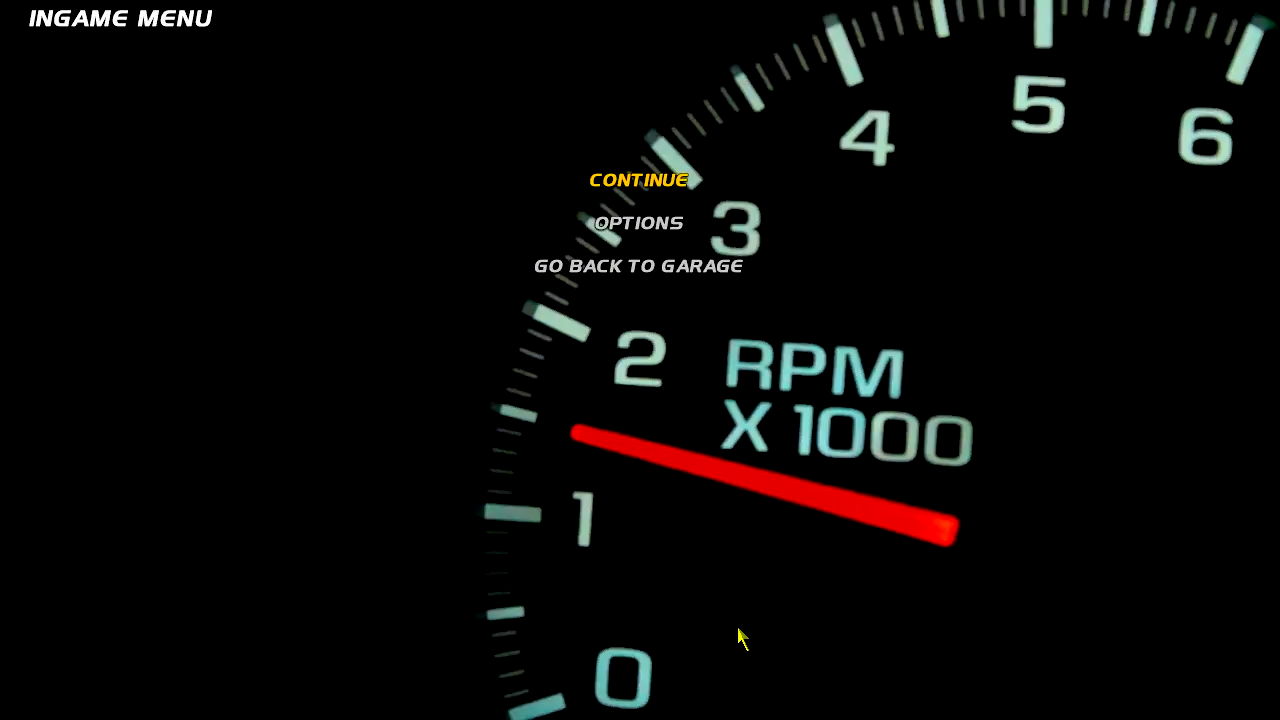 INGAME MENU
4
5
6
CONTINUE
OPTIONS
3
GO BACK TO GARAGE
2
RPM
X 1000
1
0